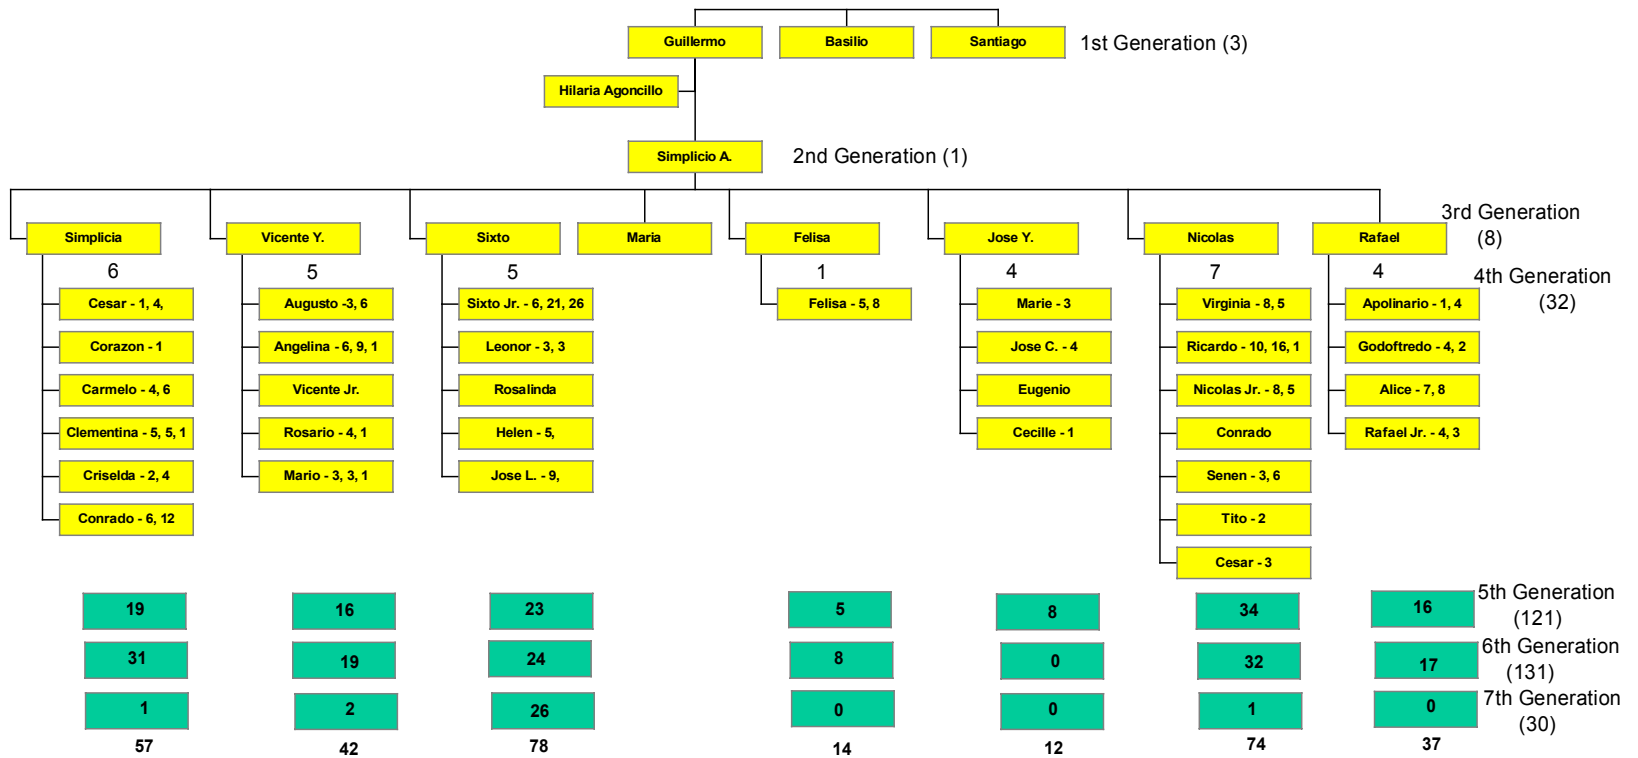 Guillermo
Basilio
Santiago
1st Generation (3)
Hilaria Agoncillo
Simplicio A.
2nd Generation (1)
Simplicia
Vicente Y.
Sixto
Maria
Felisa
Jose Y.
Nicolas
Rafael
3rd Generation
(8)
6
5
5
1
4
7
4
4th Generation
(32)
Cesar - 1, 4,
Augusto -3, 6
Sixto Jr. - 6, 21, 26
Felisa - 5, 8
Marie - 3
Virginia - 8, 5
Apolinario - 1, 4
Corazon - 1
Angelina - 6, 9, 1
Leonor - 3, 3
Jose C. - 4
Ricardo - 10, 16, 1
Godoftredo - 4, 2
Carmelo - 4, 6
Vicente Jr.
Rosalinda
Eugenio
Nicolas Jr. - 8, 5
Alice - 7, 8
Clementina - 5, 5, 1
Rosario - 4, 1
Helen - 5,
Cecille - 1
Conrado
Rafael Jr. - 4, 3
Criselda - 2, 4
Mario - 3, 3, 1
Jose L. - 9,
Senen - 3, 6
Conrado - 6, 12
Tito - 2
Cesar - 3
19
16
23
5
8
34
16
5th Generation
(121)
31
19
24
8
0
32
17
6th Generation
(131)
1
2
26
0
0
1
0
7th Generation
(30)
57
42
78
14
12
74
37